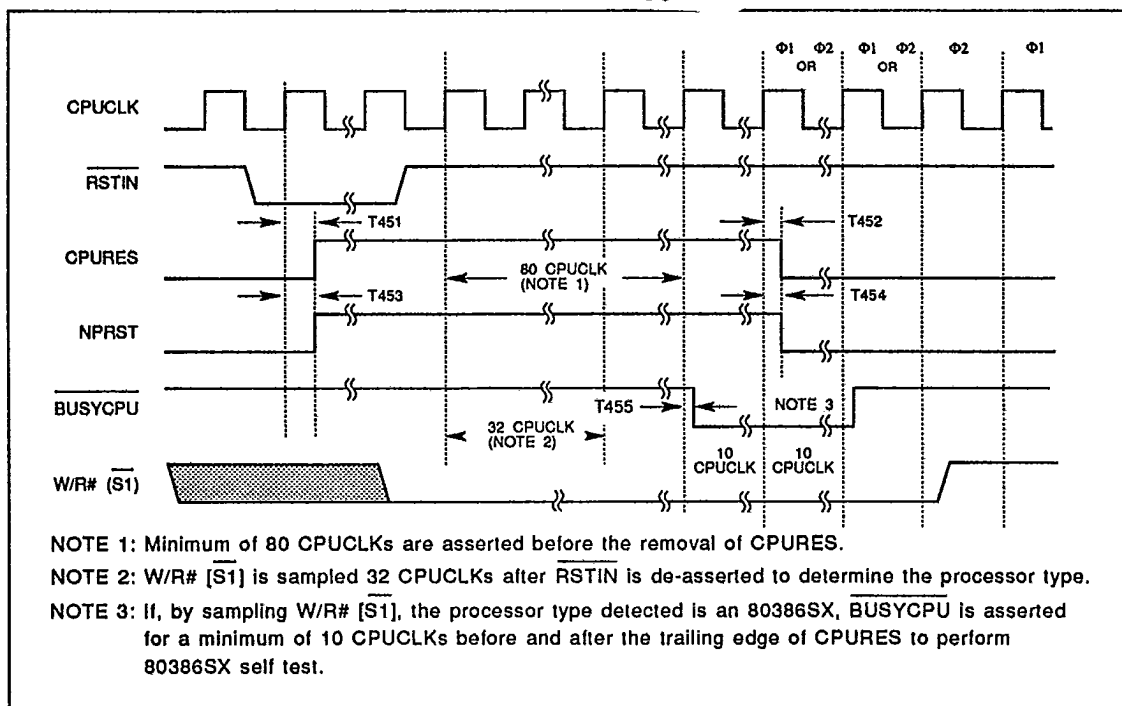 Φ1 Φ2 Φ1 Φ2 Φ2 Φ1
OR OR
CPUCLK
RSTIN
T451 T452
CPURES
80 CPUCLK
(NOTE 1)
T453 T454
NPRST
BUSYCPU
T455 NOTE 3
32 CPUCLK
(NOTE 2)
10 10
CPUCLK CPUCLK
W/R# (S1)
NOTE 1: Minimum of 80 CPUCLKs are asserted before the removal of CPURES.
NOTE 2: W/R# [S1] is sampled 32 CPUCLKs after RSTIN is de-asserted to determine the processor type.
NOTE 3: If, by sampling W/R# [S1], the processor type detected is an 80386SX, BUSYCPU is asserted
for a minimum of 10 CPUCLKs before and after the trailing edge of CPURES to perform
80386SX self test.